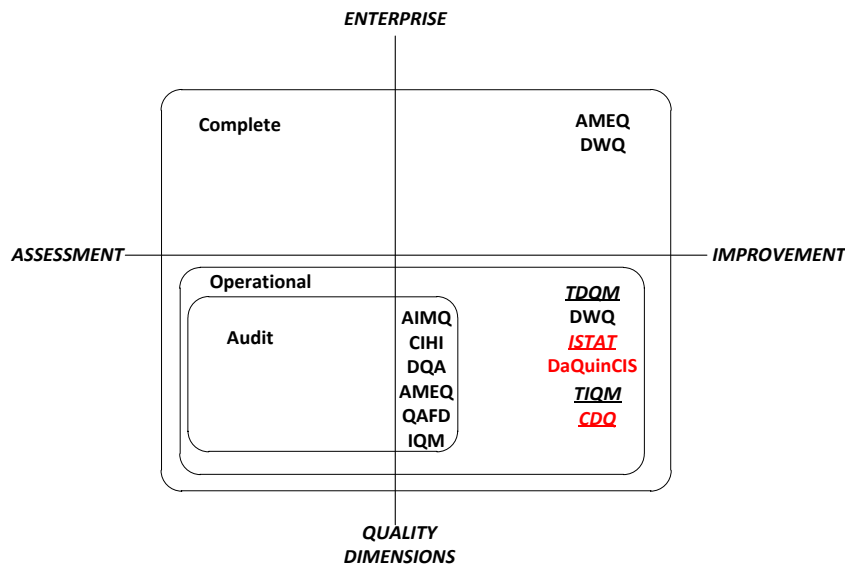 ENTERPRISE
Complete
AMEQ
DWQ
ASSESSMENT
IMPROVEMENT
Operational
Audit
AIMQ
CIHI
DQA
AMEQ
QAFD
IQM
TDQM
DWQ
ISTAT
DaQuinCIS
TIQM
CDQ
QUALITY
DIMENSIONS